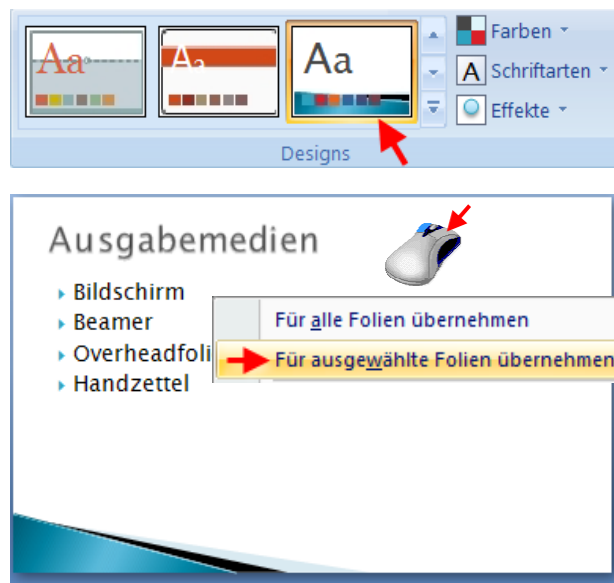 Aa
Aa
Aa
Farben
A Schriftarten
Effekte
Designs
Ausgabemedien
Bildschirm
Beamer
Overheadfoli
Handzettel
Für alle Folien übernehmen
Für ausgewählte Folien übernehmen